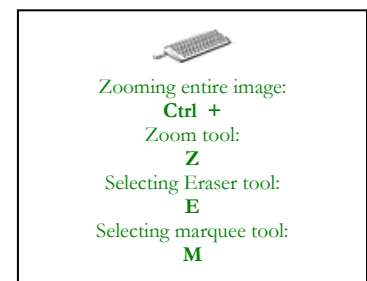 Zooming entire image:
Ctrl +
Zoom tool:
Z
Selecting Eraser tool:
E
Selecting marquee tool:
M